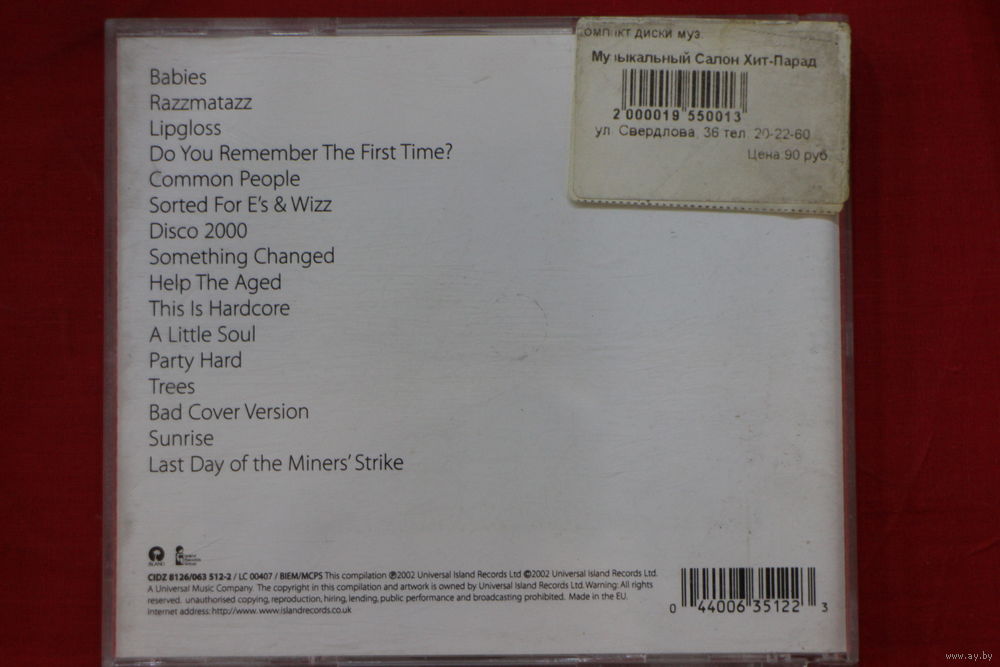 Babies
Razzmatazz
Lipgloss
Do You Remember The First Time?
Common People
Sorted For E's & Wizz
Disco 2000
Something Changed
Help The Aged
This Is Hardcore
A Little Soul
Party Hard
Trees
Bad Cover Version
Sunrise
Last Day of the Miners' Strike
ОМПАКТ ДИСКИ МУЗ
Музыкальный Салон Хит-Парад
2 000019 550013
ул. Свердлова, 36 тел. 20-22-60
Цена 90 руб
ISLAND
CIDZ 8126/063 512-2 / LC 00407 / BIEM/MCPS This compilation ℗2002 Universal Island Records Ltd ©2002 Universal Island Records Ltd.
A Universal Music Company. The copyright in this compilation and artwork is owned by Universal Island Records Ltd. Warning: All rights
reserved. unauthorised copying, reproduction, hiring, lending, public performance and broadcasting prohibited. Made in the EU.
Internet address: http://www. www.islandrecords.co.uk
0 44006 35122 3
www.ay.by